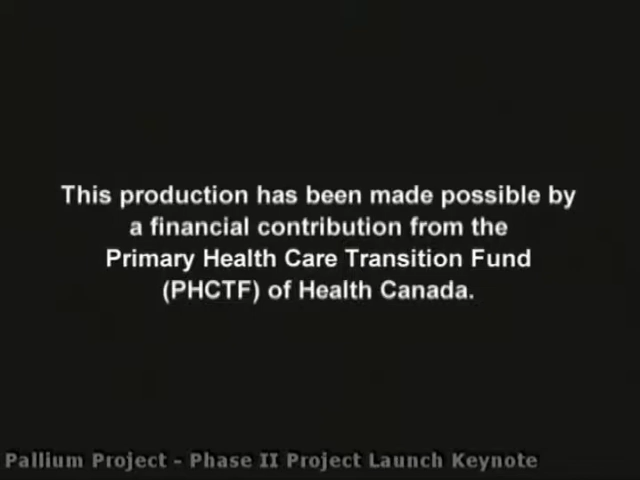 This production has been made possible by
a financial contribution from the
Primary Health Care Transition Fund
(PHCTF) of Health Canada.
Pallium Project - Phase II Project Launch Keynote